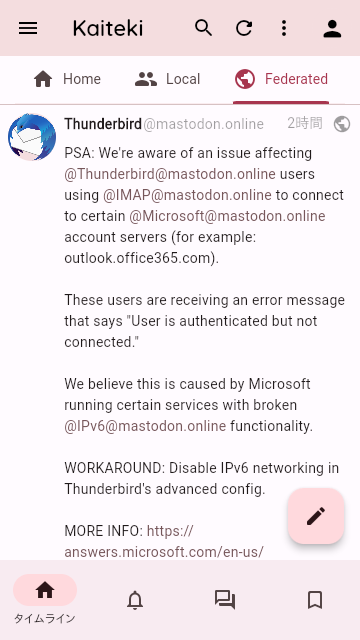 Kaiteki
Home
Local
Federated
Thunderbird@mastodon.online 2時間
PSA: We're aware of an issue affecting
@Thunderbird@mastodon.online users
using @IMAP@mastodon.online to connect
to certain @Microsoft@mastodon.online
account servers (for example:
outlook.office365.com).
These users are receiving an error message
that says "User is authenticated but not
connected."
We believe this is caused by Microsoft
running certain services with broken
@IPv6@mastodon.online functionality.
WORKAROUND: Disable IPv6 networking in
Thunderbird's advanced config.
MORE INFO: https://
answers.microsoft.com/en-us/
タイムライン